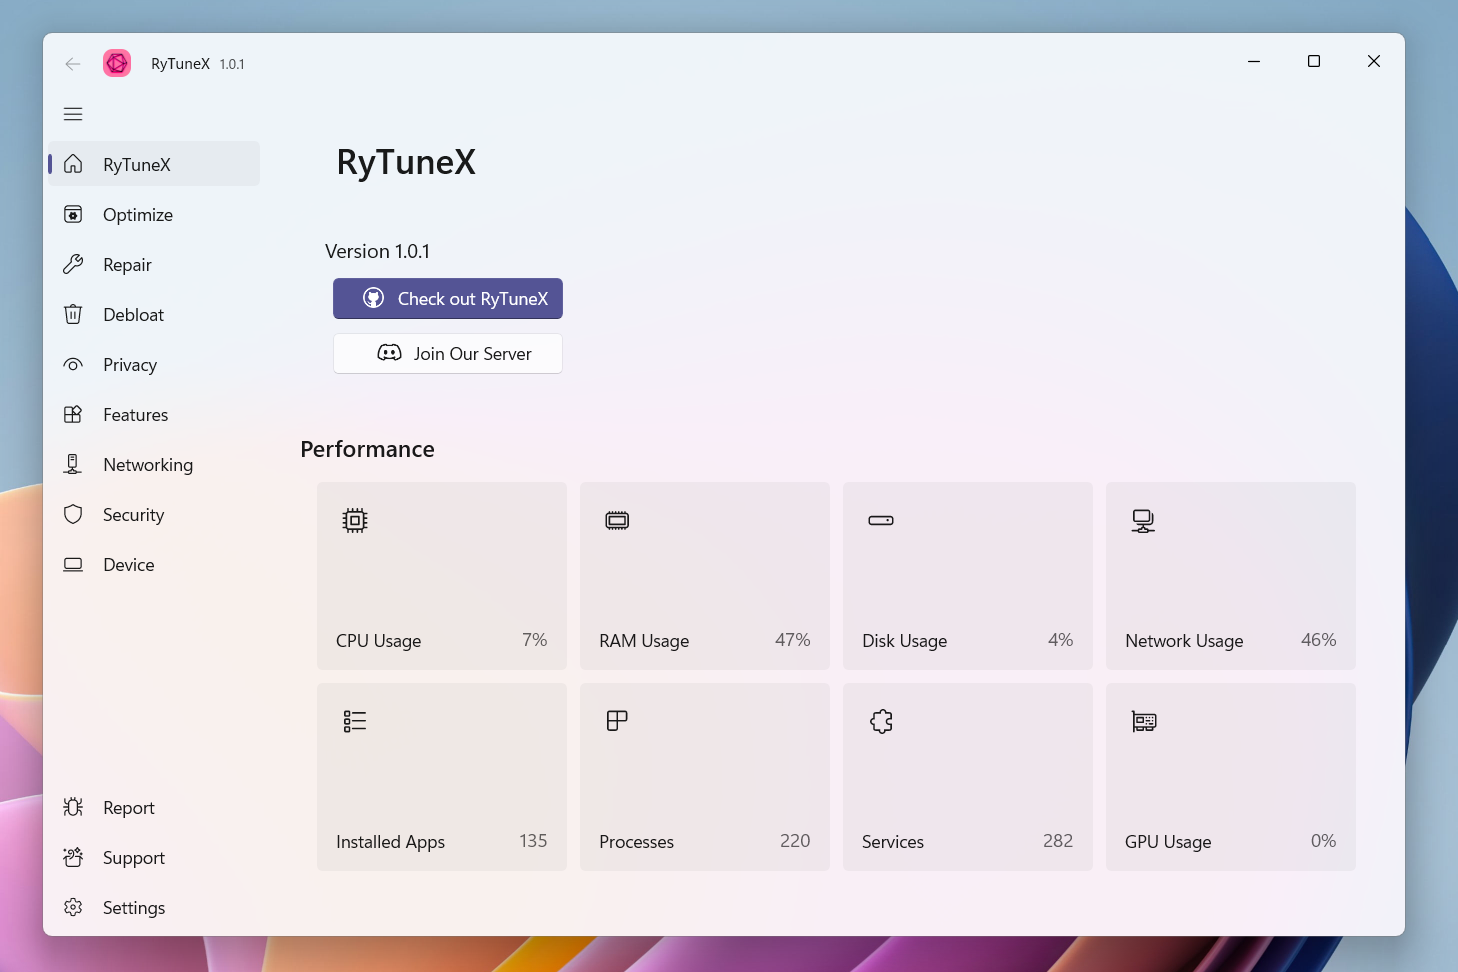 RyTuneX 1.0.1
RyTuneX
Optimize
Repair
Debloat
Privacy
Features
Networking
Security
Device
Report
Support
Settings
RyTuneX
Version 1.0.1
Check out RyTuneX
Join Our Server
Performance
CPU Usage 7%
RAM Usage 47%
Disk Usage 4%
Network Usage 46%
Installed Apps 135
Processes 220
Services 282
GPU Usage 0%